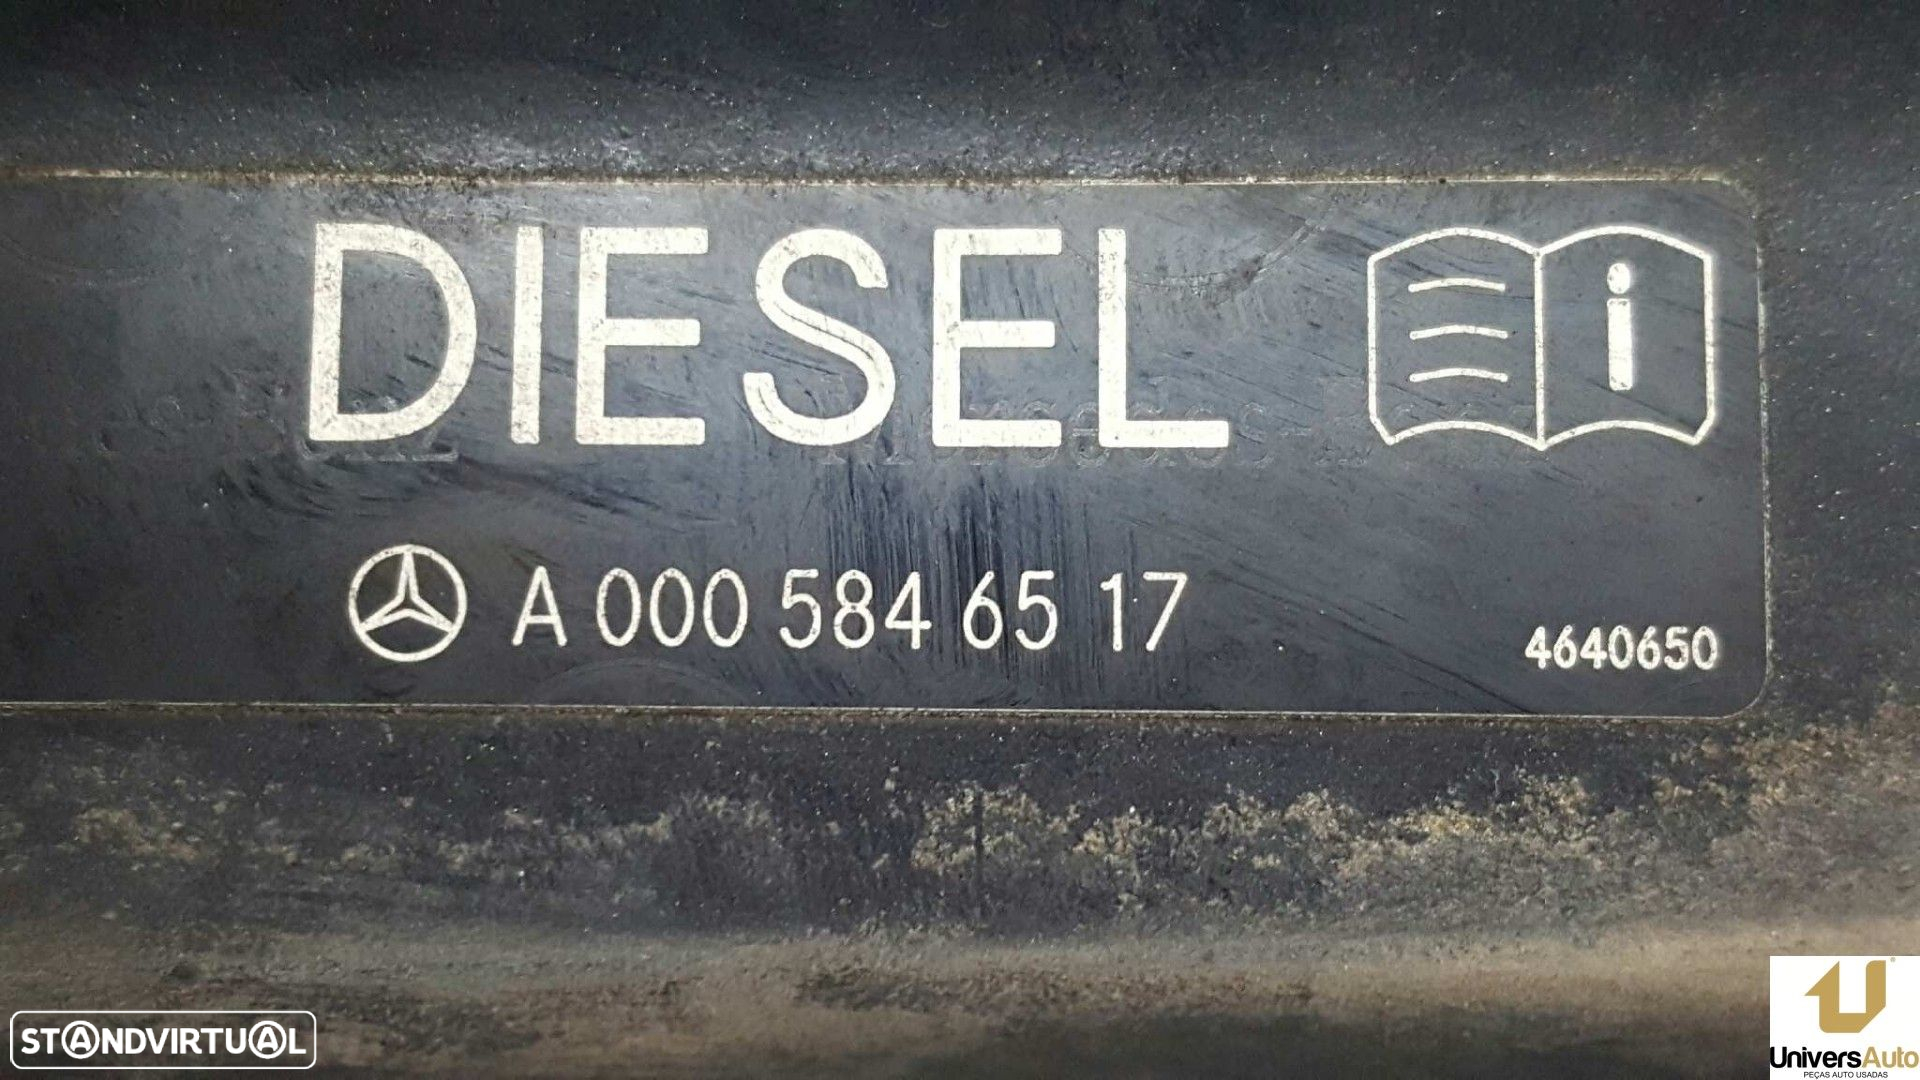 DIESEL
i
A 000 584 65 17
4640650
STANDVIRTUAL
UniversAuto
PEÇAS AUTO USADAS